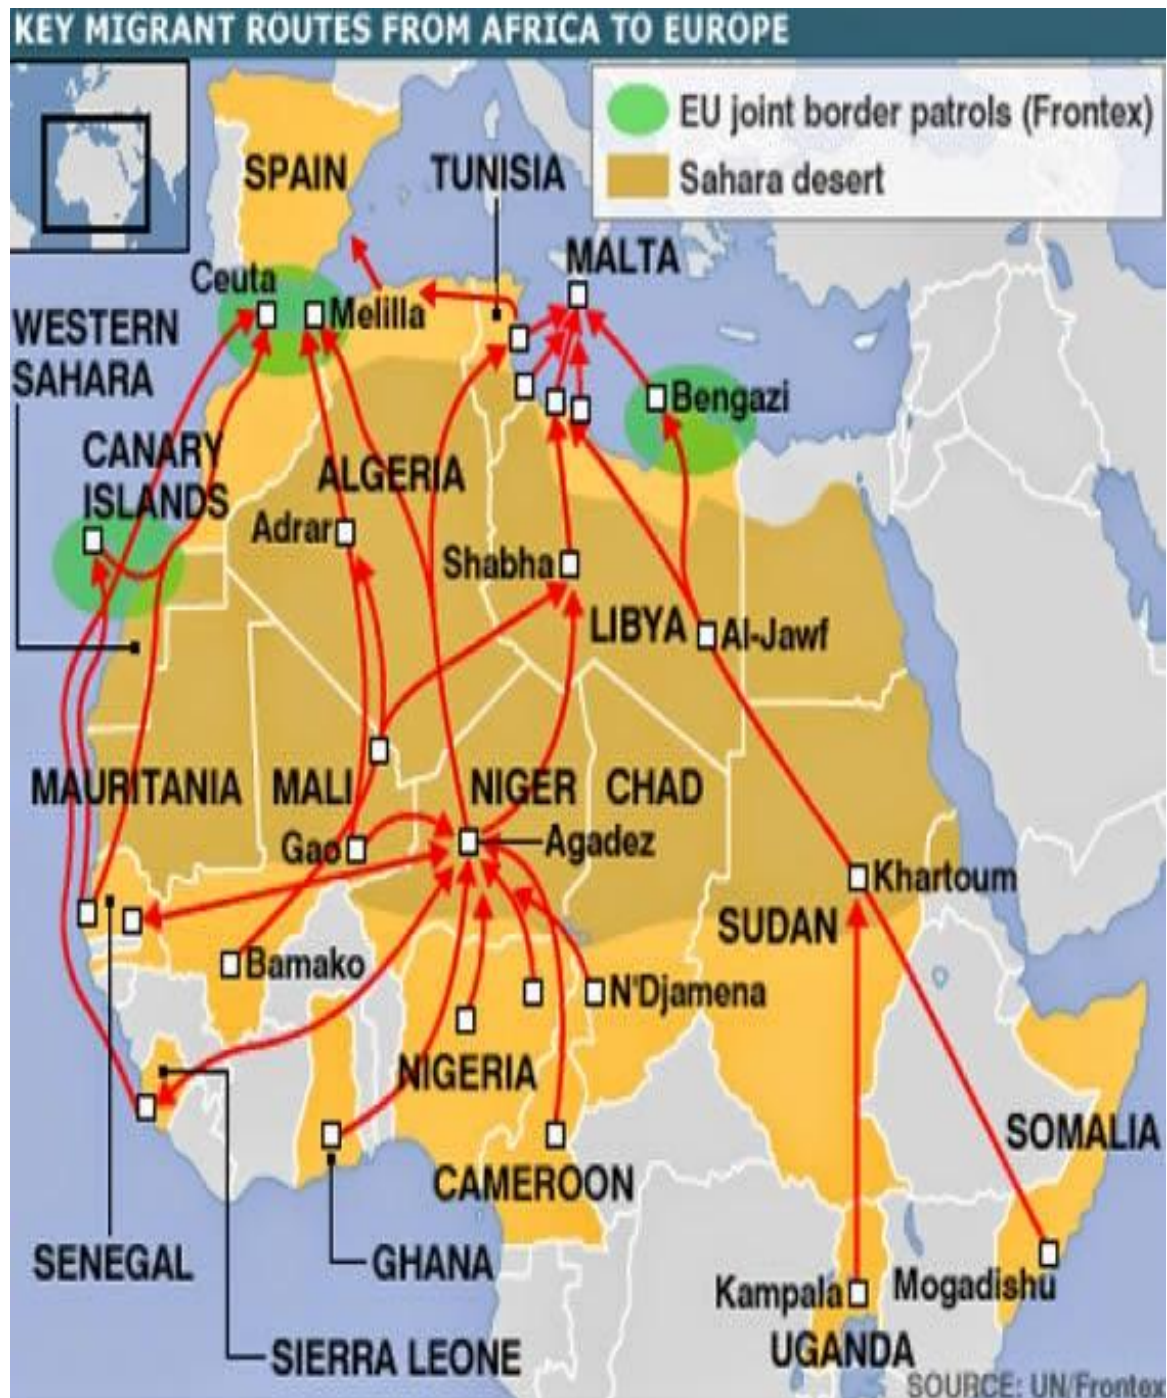 KEY MIGRANT ROUTES FROM AFRICA TO EUROPE
EU joint border patrols (Frontex)
Sahara desert
SPAIN
TUNISIA
MALTA
Ceuta
Melilla
WESTERN
SAHARA
Bengazi
CANARY
ISLANDS
ALGERIA
Adrar
Shabha
LIBYA
Al-Jawf
MAURITANIA
MALI
NIGER
CHAD
Gao
Agadez
Khartoum
SUDAN
Bamako
N'Djamena
NIGERIA
SOMALIA
CAMEROON
SENEGAL
GHANA
Kampala
Mogadishu
SIERRA LEONE
UGANDA
SOURCE: UN/Frontex